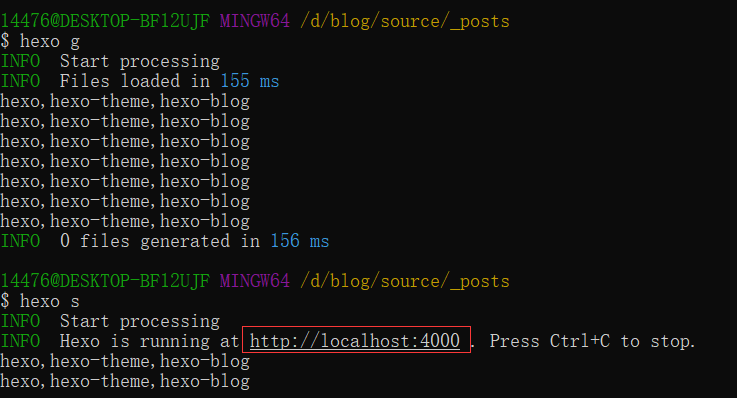 14476@DESKTOP-BF12UJF MINGW64 /d/blog/source/_posts
$ hexo g
INFO  Start processing
INFO  Files loaded in 155 ms
hexo,hexo-theme,hexo-blog
hexo,hexo-theme,hexo-blog
hexo,hexo-theme,hexo-blog
hexo,hexo-theme,hexo-blog
hexo,hexo-theme,hexo-blog
hexo,hexo-theme,hexo-blog
hexo,hexo-theme,hexo-blog
INFO  0 files generated in 156 ms
14476@DESKTOP-BF12UJF MINGW64 /d/blog/source/_posts
$ hexo s
INFO  Start processing
INFO  Hexo is running at http://localhost:4000 . Press Ctrl+C to stop.
hexo,hexo-theme,hexo-blog
hexo,hexo-theme,hexo-blog